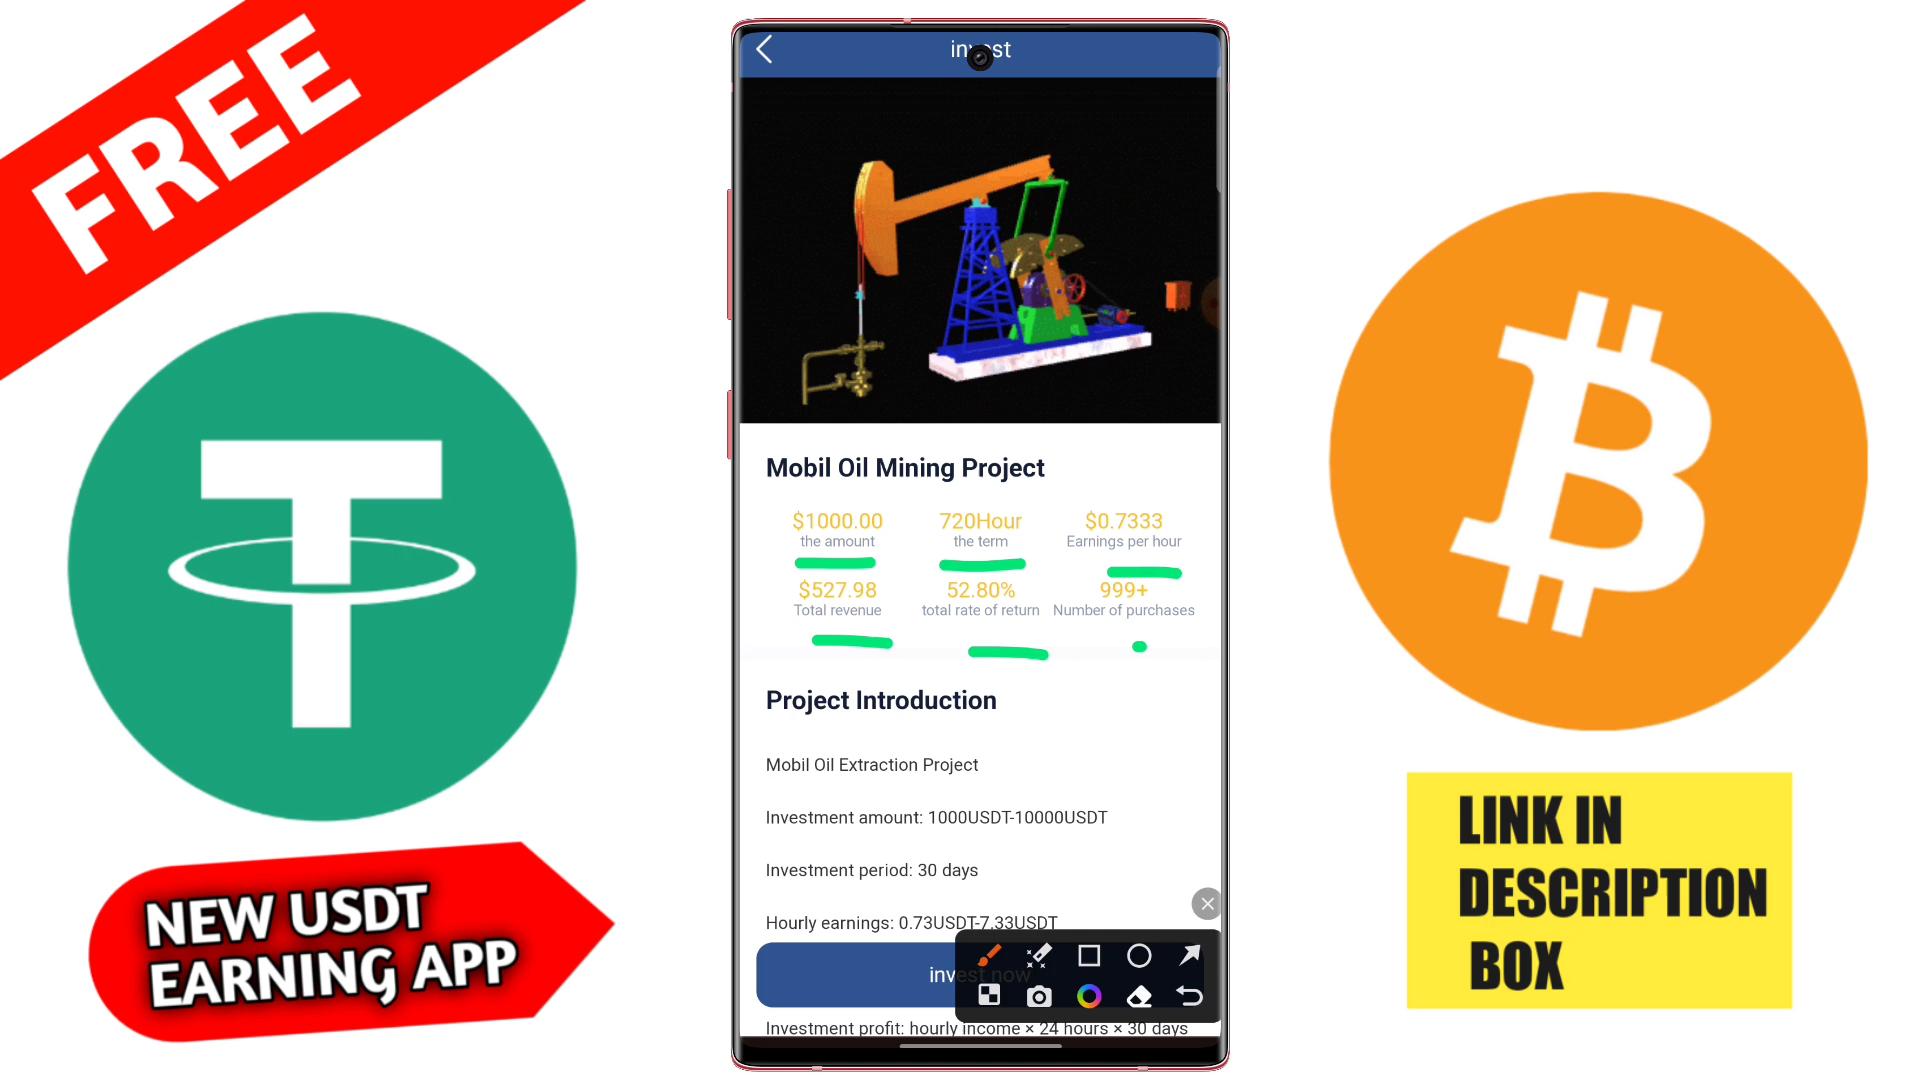 FREE
NEW USDT
EARNING APP
invest
Mobil Oil Mining Project
$1000.00 720Hour $0.7333
the amount the term Earnings per hour
$527.98 52.80% 999+
Total revenue total rate of return Number of purchases
Project Introduction
Mobil Oil Extraction Project
Investment amount: 1000USDT-10000USDT
Investment period: 30 days
Hourly earnings: 0.73USDT-7.33USDT
invest now
Investment profit: hourly income × 24 hours × 30 days
LINK IN
DESCRIPTION
BOX